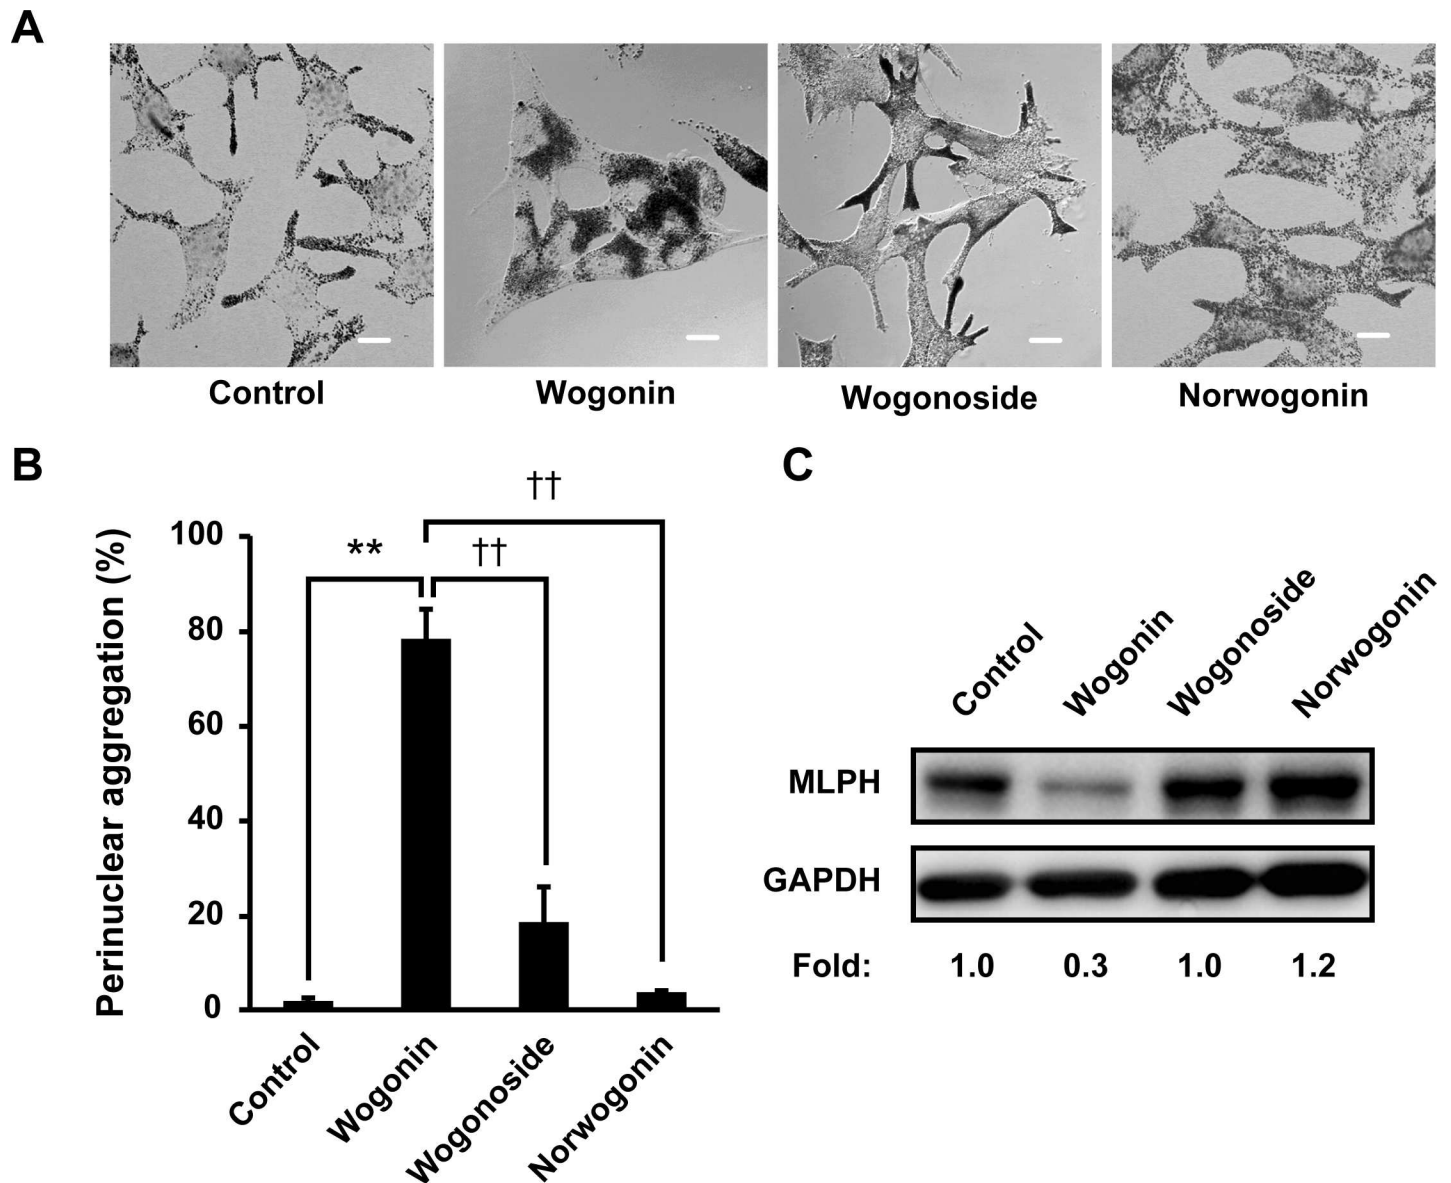 A
Control
Wogonin
Wogonoside
Norwogonin
B
Perinuclear aggregation (%)
100
80
60
40
20
0
**
††
††
Control
Wogonin
Wogonoside
Norwogonin
C
Control
Wogonin
Wogonoside
Norwogonin
MLPH
GAPDH
Fold: 1.0 0.3 1.0 1.2